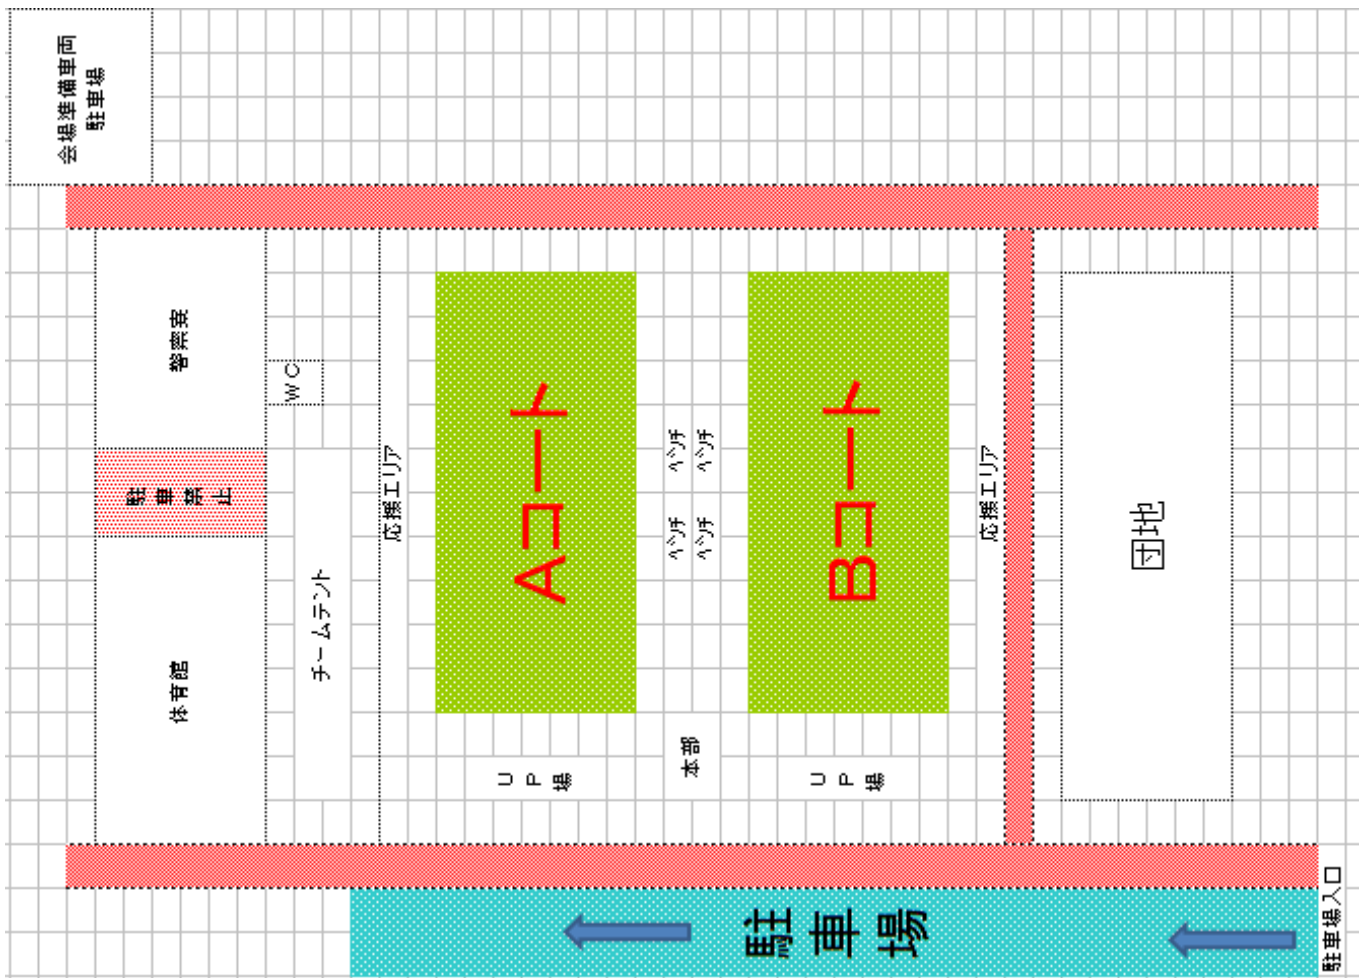 会場準備車両
駐車場
警察寮
WC
駐車禁止
体育館
チームテント
応援エリア
Aコート
ベンチ ベンチ
ベンチ ベンチ
Bコート
応援エリア
団地
UP場
本部
UP場
駐車場
駐車場入口